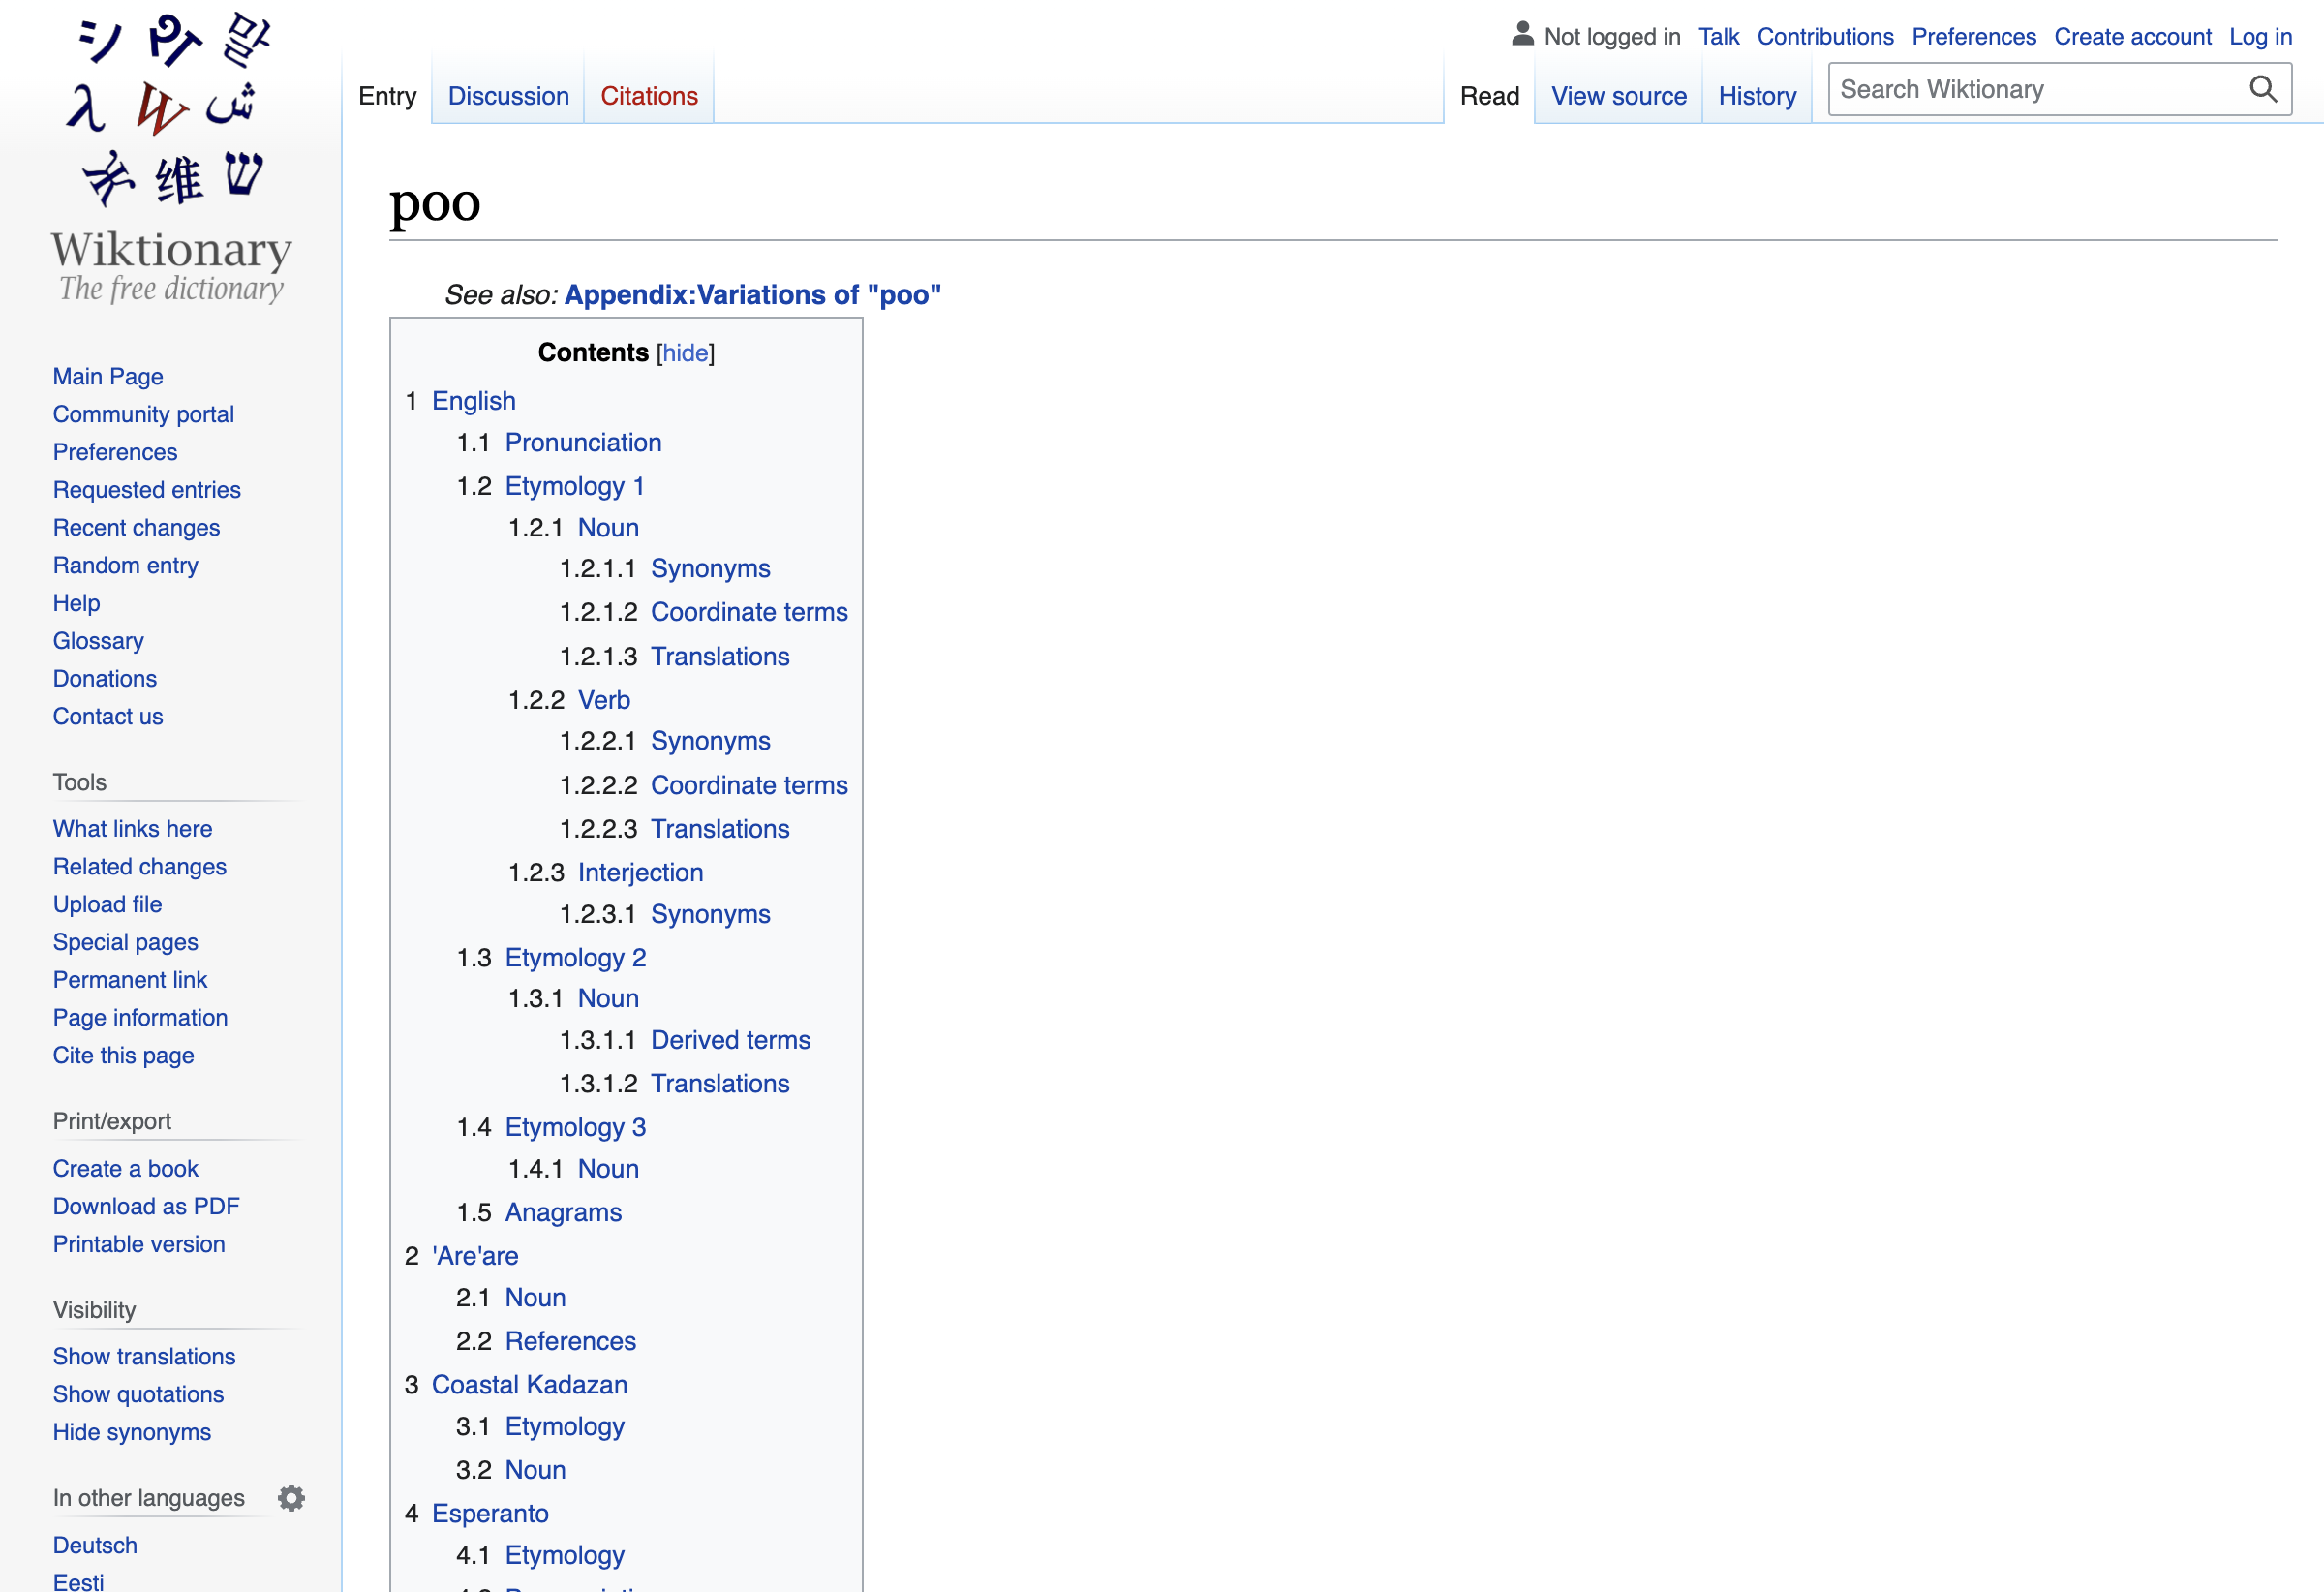 シ 말
λ W ش
维 ש
Wiktionary
The free dictionary
Main Page
Community portal
Preferences
Requested entries
Recent changes
Random entry
Help
Glossary
Donations
Contact us
Tools
What links here
Related changes
Upload file
Special pages
Permanent link
Page information
Cite this page
Print/export
Create a book
Download as PDF
Printable version
Visibility
Show translations
Show quotations
Hide synonyms
In other languages
Deutsch
Eesti
Not logged in Talk Contributions Preferences Create account Log in
Entry Discussion Citations Read View source History Search Wiktionary
poo
See also: Appendix:Variations of "poo"
Contents [hide]
1 English
1.1 Pronunciation
1.2 Etymology 1
1.2.1 Noun
1.2.1.1 Synonyms
1.2.1.2 Coordinate terms
1.2.1.3 Translations
1.2.2 Verb
1.2.2.1 Synonyms
1.2.2.2 Coordinate terms
1.2.2.3 Translations
1.2.3 Interjection
1.2.3.1 Synonyms
1.3 Etymology 2
1.3.1 Noun
1.3.1.1 Derived terms
1.3.1.2 Translations
1.4 Etymology 3
1.4.1 Noun
1.5 Anagrams
2 'Are'are
2.1 Noun
2.2 References
3 Coastal Kadazan
3.1 Etymology
3.2 Noun
4 Esperanto
4.1 Etymology